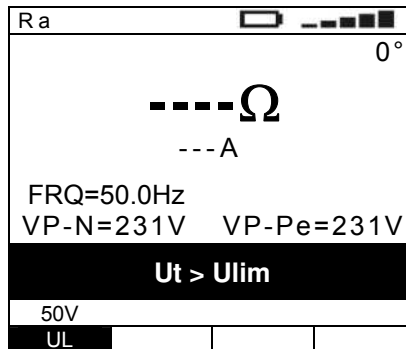 Ra
0°
----Ω
---A
FRQ=50.0Hz
VP-N=231V VP-Pe=231V
Ut > Ulim
50V
UL